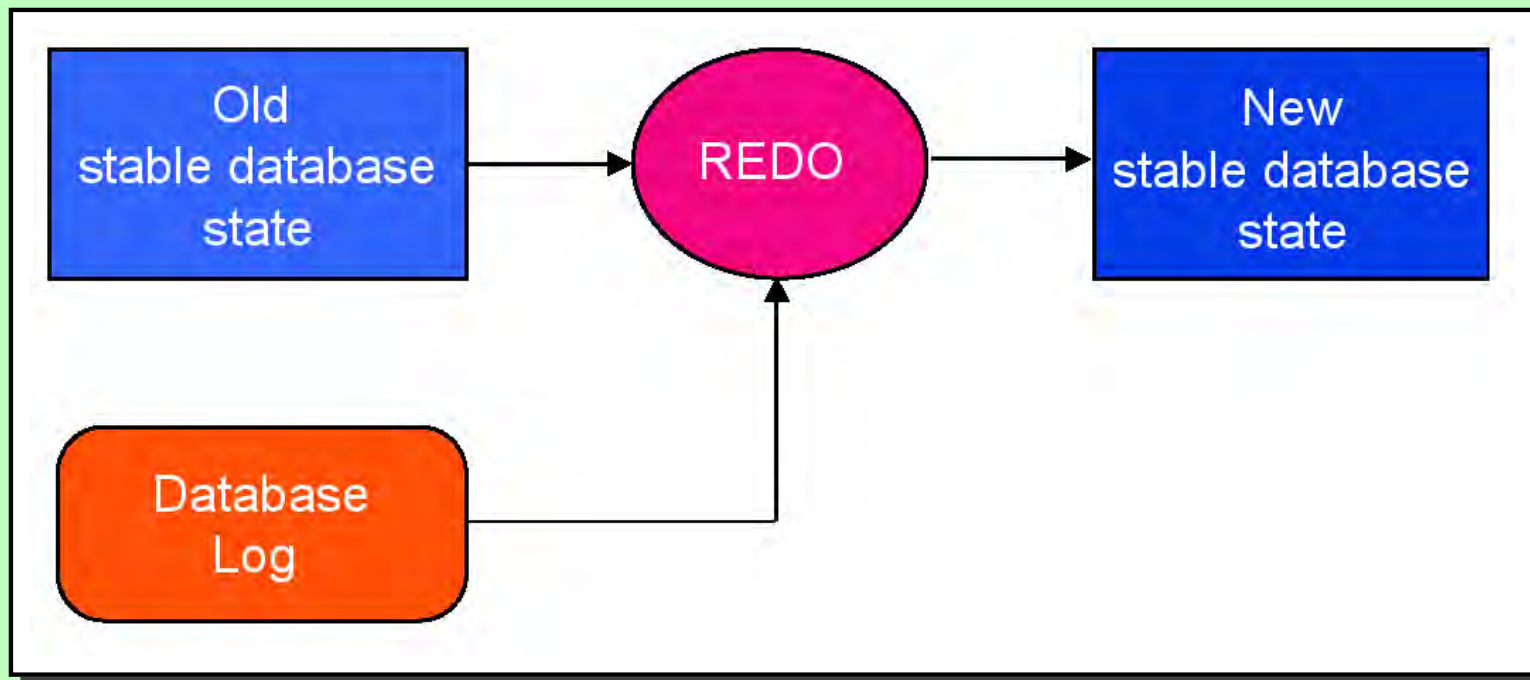 Old
stable database
state
REDO
New
stable database
state
Database
Log